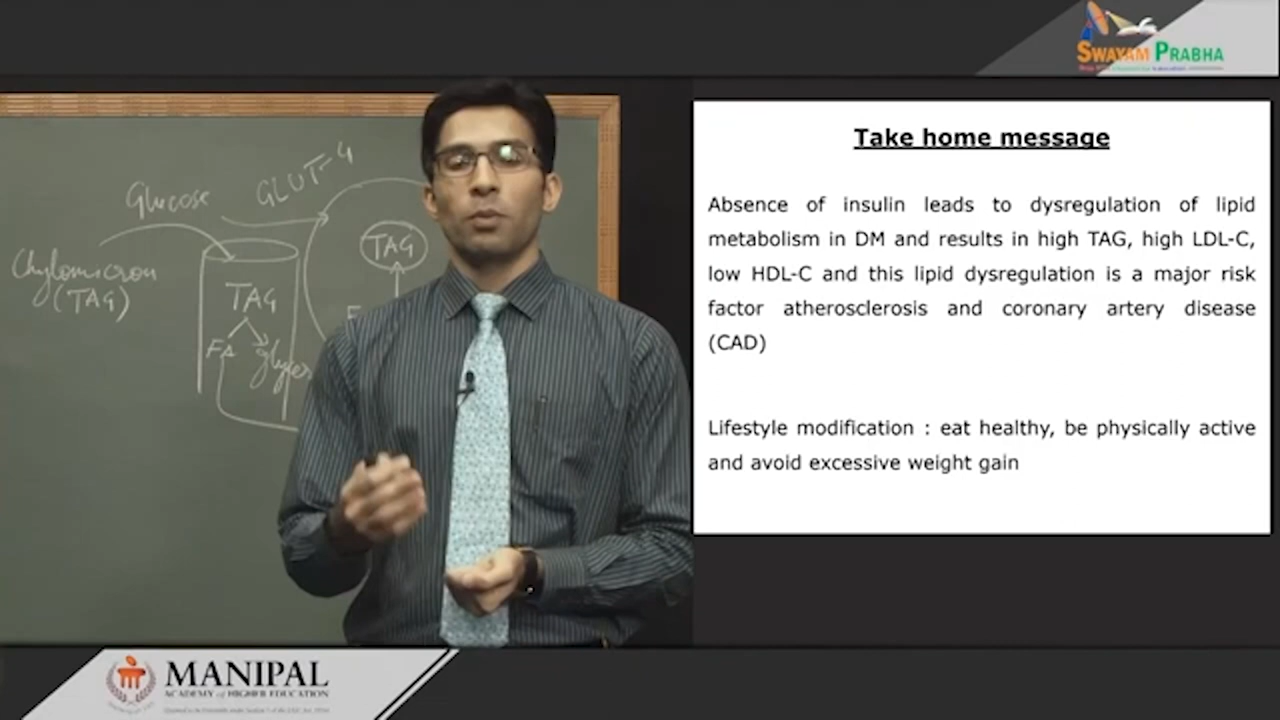 SWAYAM PRABHA
Take home message
Absence of insulin leads to dysregulation of lipid
metabolism in DM and results in high TAG, high LDL-C,
low HDL-C and this lipid dysregulation is a major risk
factor atherosclerosis and coronary artery disease
(CAD)
Lifestyle modification : eat healthy, be physically active
and avoid excessive weight gain
Glucose
GLUT-4
Chylomicron
(TAG)
TAG
FA
TAG
MANIPAL
ACADEMY of HIGHER EDUCATION